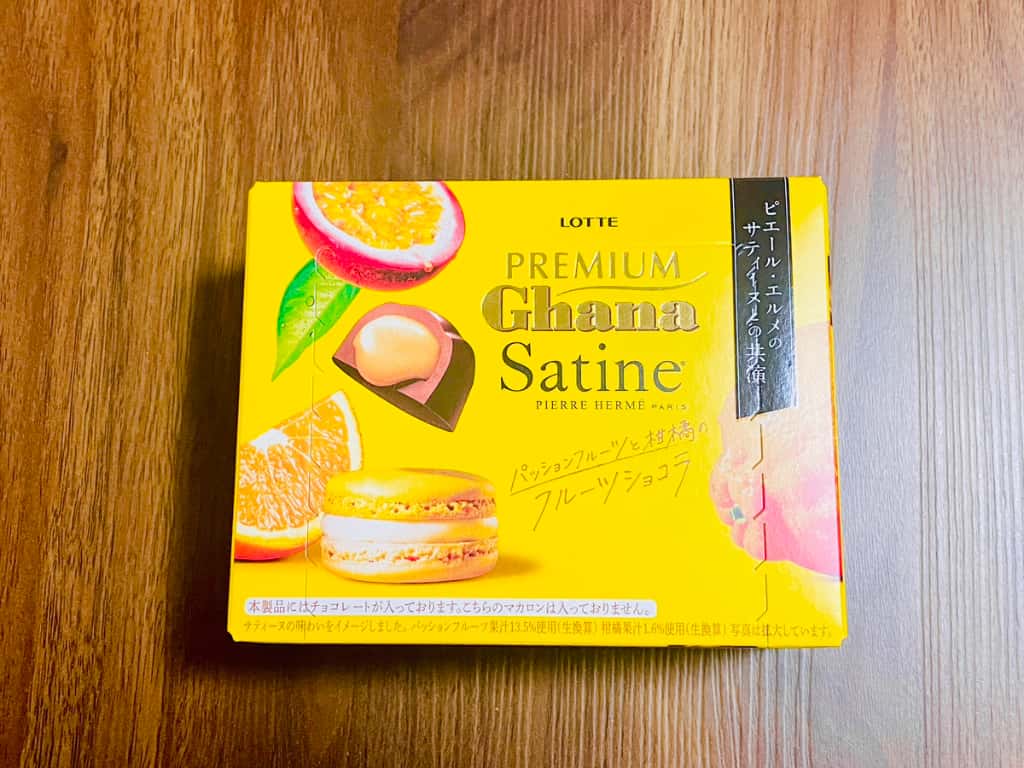 LOTTE
PREMIUM
Ghana
Satine
PIERRE HERMÉ PARIS
ピエール・エルメの
サティーヌとの共演
パッションフルーツと柑橘の
フルーツショコラ
本製品にはチョコレートが入っております。こちらのマカロンは入っておりません。
サティーヌの味わいをイメージしました。パッションフルーツ果汁13.5%使用(生換算) 柑橘果汁1.6%使用(生換算) 写真は拡大しています。